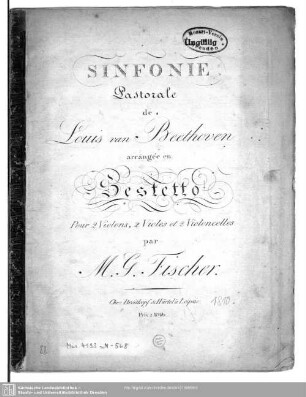 SINFONIE
Pastorale
de
Louis van Beethoven
arrangée en
Sestetto
Pour 2 Violons, 2 Violes et 2 Violoncelles
par
M. G. Fischer.
Chez Breitkopf & Härtel à Leipsic
1810.